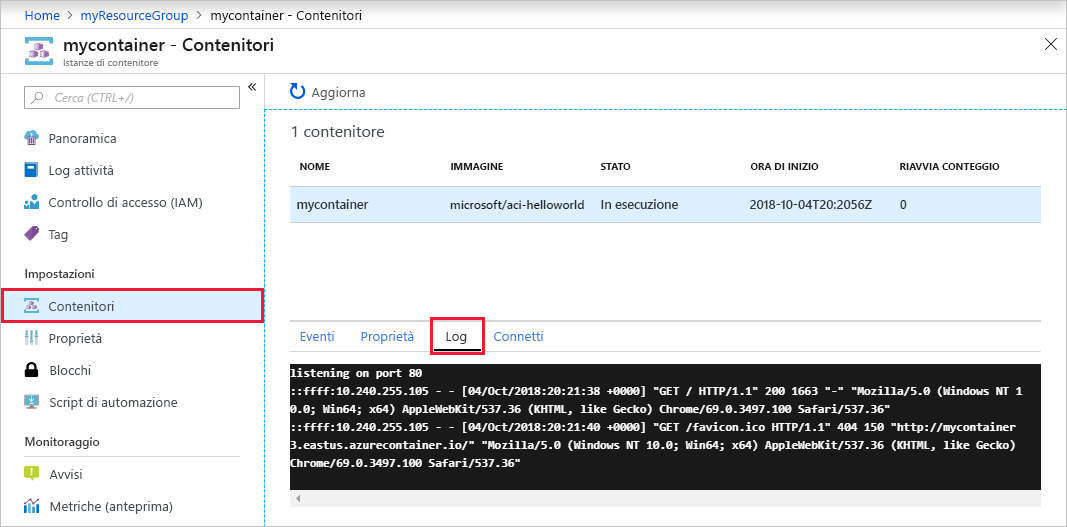 Home > myResourceGroup > mycontainer - Contenitori
mycontainer - Contenitori
Istanze di contenitore
Cerca (CTRL+/)
Panoramica
Log attività
Controllo di accesso (IAM)
Tag
Impostazioni
Contenitori
Proprietà
Blocchi
Script di automazione
Monitoraggio
Avvisi
Metriche (anteprima)
Aggiorna
1 contenitore
NOME IMMAGINE STATO ORA DI INIZIO RIAVVIA CONTEGGIO
mycontainer microsoft/aci-helloworld In esecuzione 2018-10-04T20:2056Z 0
Eventi Proprietà Log Connetti
listening on port 80
::ffff:10.240.255.105 - - [04/Oct/2018:20:21:38 +0000] "GET / HTTP/1.1" 200 1663 "-" "Mozilla/5.0 (Windows NT 1
0.0; Win64; x64) AppleWebKit/537.36 (KHTML, like Gecko) Chrome/69.0.3497.100 Safari/537.36"
::ffff:10.240.255.105 - - [04/Oct/2018:20:21:40 +0000] "GET /favicon.ico HTTP/1.1" 404 150 "http://mycontainer
3.eastus.azurecontainer.io/" "Mozilla/5.0 (Windows NT 10.0; Win64; x64) AppleWebKit/537.36 (KHTML, like Gecko)
Chrome/69.0.3497.100 Safari/537.36"